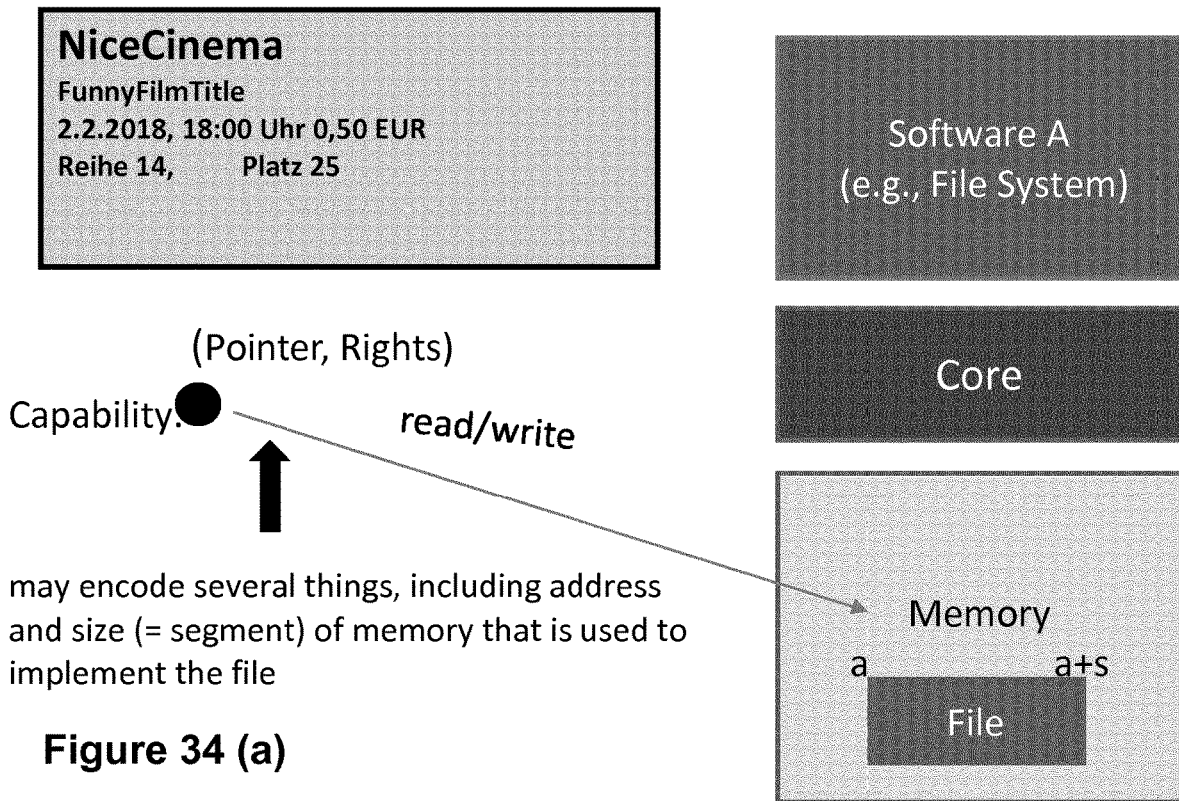 NiceCinema
FunnyFilmTitle
2.2.2018, 18:00 Uhr 0,50 EUR
Reihe 14, Platz 25
Software A
(e.g., File System)
(Pointer, Rights)
Core
Capability:
read/write
may encode several things, including address
and size (= segment) of memory that is used to
implement the file
Memory
a a+s
File
Figure 34 (a)